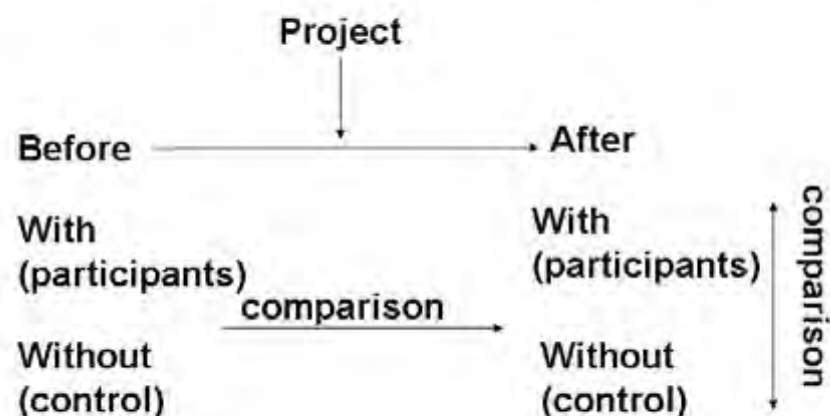 Project
Before
After
With
(participants)
With
(participants)
comparison
comparison
Without
(control)
Without
(control)